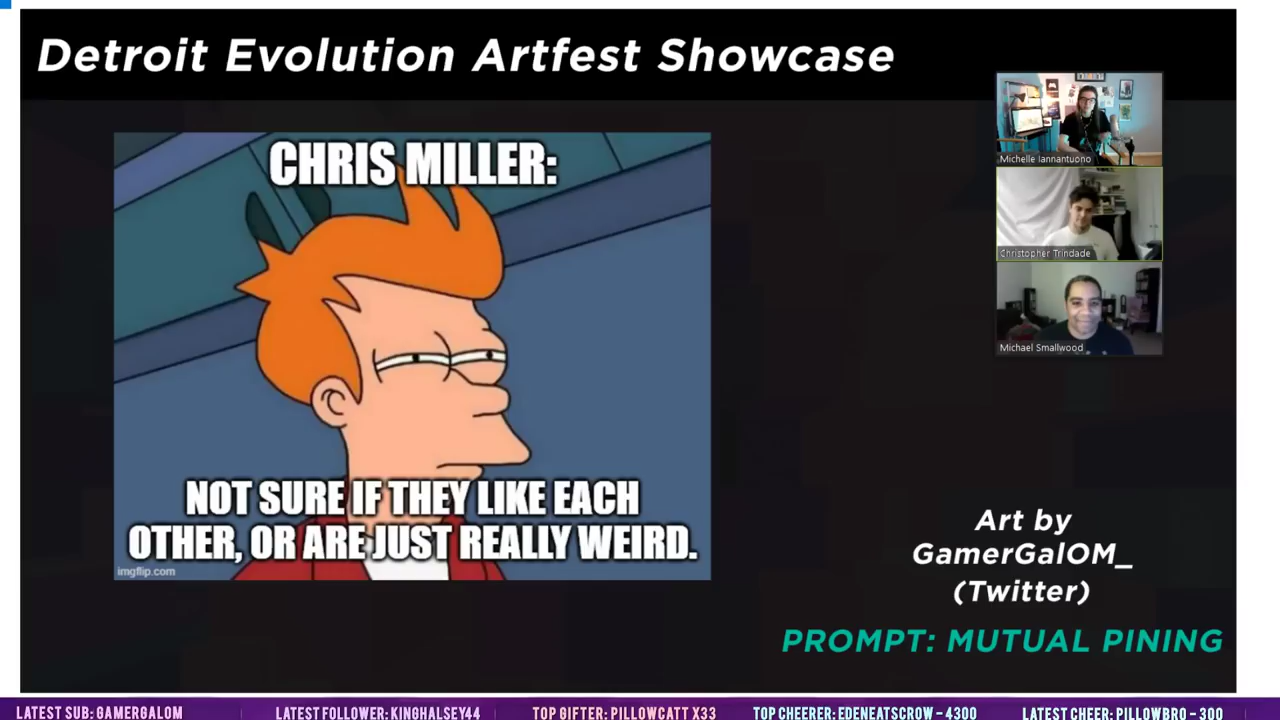 Detroit Evolution Artfest Showcase
CHRIS MILLER:
NOT SURE IF THEY LIKE EACH
OTHER, OR ARE JUST REALLY WEIRD.
imgflip.com
Michelle Iannantuono
Christopher Trindade
Michael Smallwood
Art by
GamerGalOM_
(Twitter)
PROMPT: MUTUAL PINING
LATEST SUB: GAMERGALOM
LATEST FOLLOWER: KINGHALSEY44
TOP GIFTER: PILLOWCATT X33
TOP CHEERER: EDENEATSCROW - 4300
LATEST CHEER: PILLOWBRO - 300